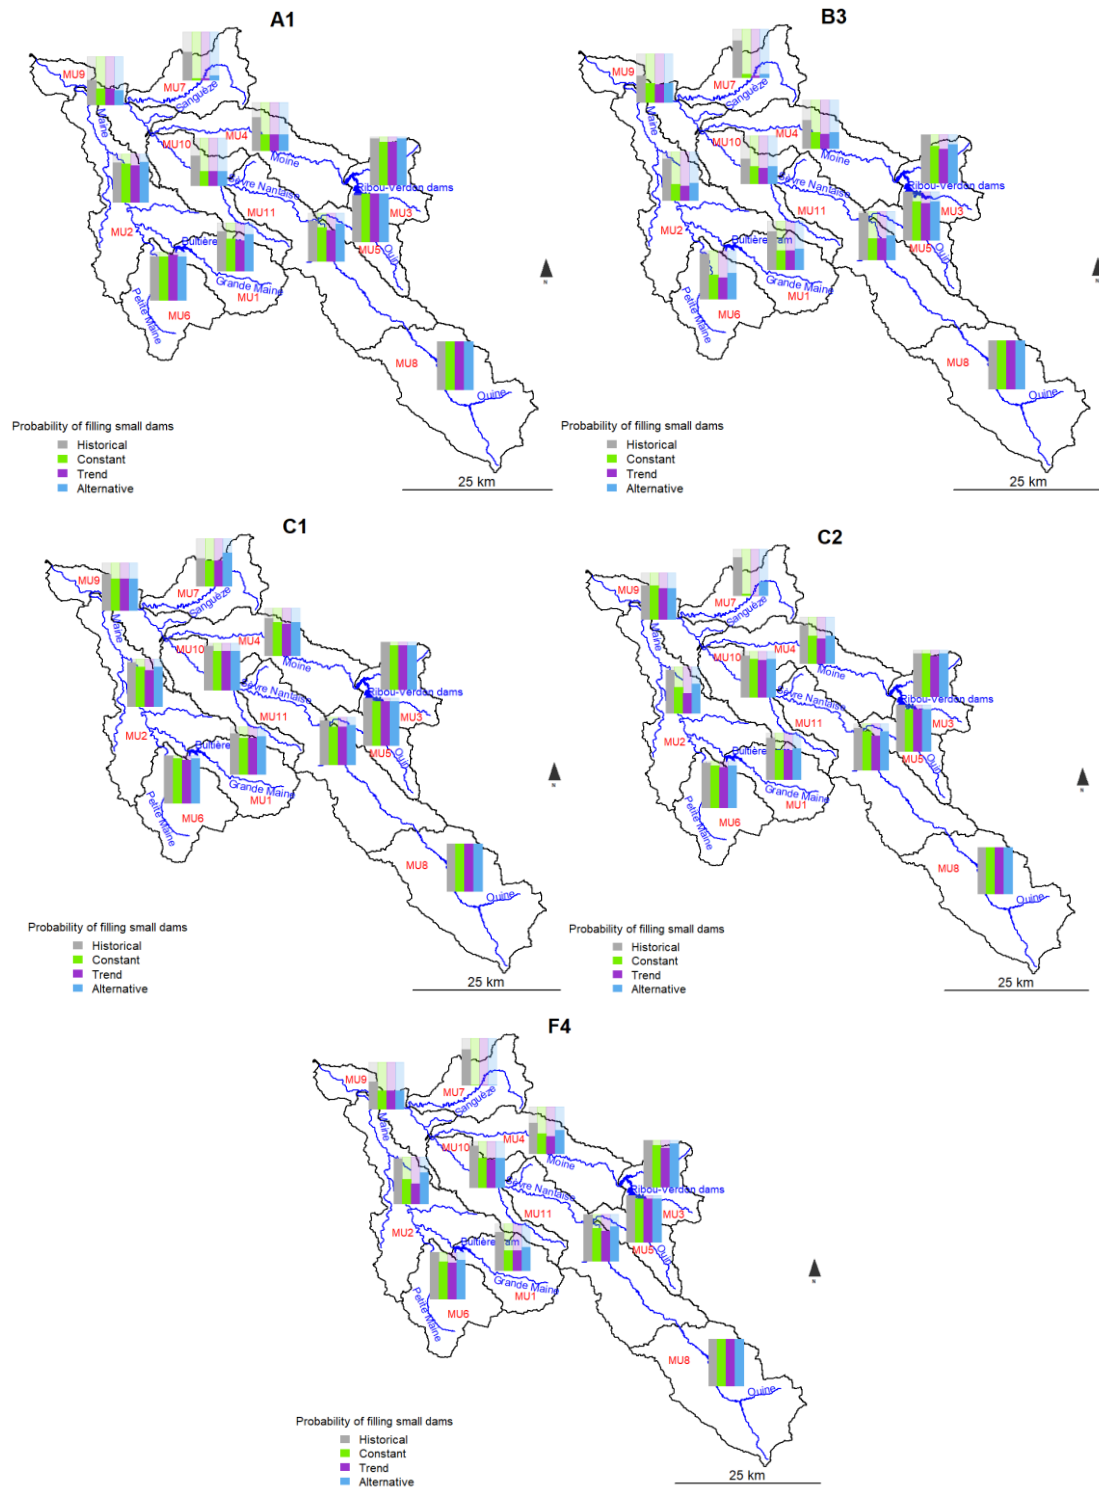 A1
MU9
MU7
Sanguèze
Maine
MU4
MU10
Moine
Sèvre Nantaise
Ribou-Verdon dams
MU3
MU11
MU2
MU5
Ouin
Grande Maine
MU1
Petite Maine
MU6
MU8
Ouine
N
Probability of filling small dams
Historical
Constant
Trend
Alternative
25 km
B3
MU9
MU7
Sanguèze
Maine
MU4
MU10
Moine
Sèvre Nantaise
Ribou-Verdon dams
MU3
MU11
MU2
MU5
Ouin
Grande Maine
MU1
Petite Maine
MU6
MU8
Ouine
N
Probability of filling small dams
Historical
Constant
Trend
Alternative
25 km
C1
MU9
MU7
Sanguèze
Maine
MU4
MU10
Moine
Sèvre Nantaise
Ribou-Verdon dams
MU3
MU11
MU2
MU5
Ouin
Grande Maine
MU1
Petite Maine
MU6
MU8
Ouine
N
Probability of filling small dams
Historical
Constant
Trend
Alternative
25 km
C2
MU9
MU7
Sanguèze
Maine
MU4
MU10
Moine
Sèvre Nantaise
Ribou-Verdon dams
MU3
MU11
MU2
MU5
Ouin
Grande Maine
MU1
Petite Maine
MU6
MU8
Ouine
N
Probability of filling small dams
Historical
Constant
Trend
Alternative
25 km
F4
MU9
MU7
Sanguèze
Maine
MU4
MU10
Moine
Sèvre Nantaise
Ribou-Verdon dams
MU3
MU11
MU2
MU5
Ouin
Grande Maine
MU1
Petite Maine
MU6
MU8
Ouine
N
Probability of filling small dams
Historical
Constant
Trend
Alternative
25 km